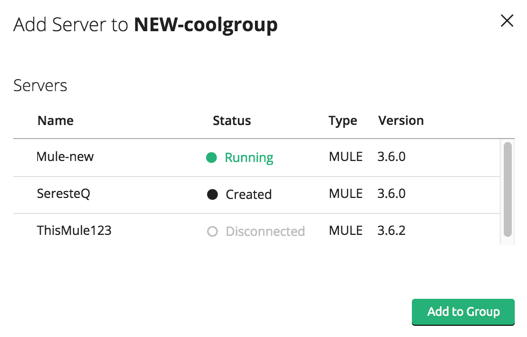 Add Server to NEW-coolgroup
Servers
Name Status Type Version
Mule-new Running MULE 3.6.0
SeresteQ Created MULE 3.6.0
ThisMule123 Disconnected MULE 3.6.2
Add to Group